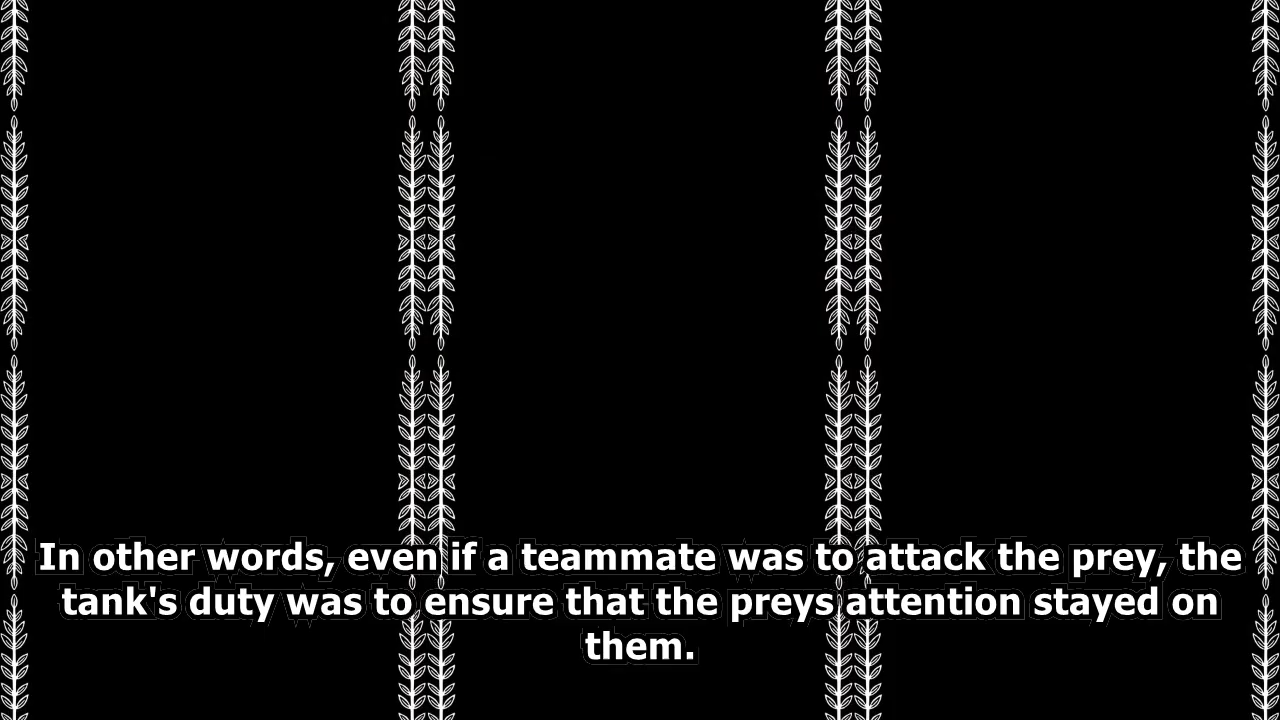 In other words, even if a teammate was to attack the prey, the
tank's duty was to ensure that the preys attention stayed on
them.